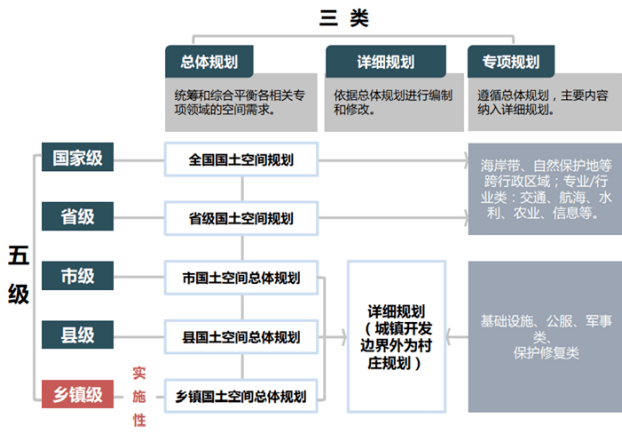 三 类
总体规划
详细规划
专项规划
统筹和综合平衡各相关专
项领域的空间需求。
依据总体规划进行编制
和修改。
遵循总体规划，主要内容
纳入详细规划。
五
级
国家级
全国国土空间规划
海岸带、自然保护地等
跨行政区域；专业/行
业类：交通、航海、水
利、农业、信息等。
省级
省级国土空间规划
市级
市国土空间总体规划
县级
县国土空间总体规划
详细规划
（城镇开发
边界外为村
庄规划）
基础设施、公服、军事
类、
保护修复类
乡镇级
实
施
性
乡镇国土空间总体规划